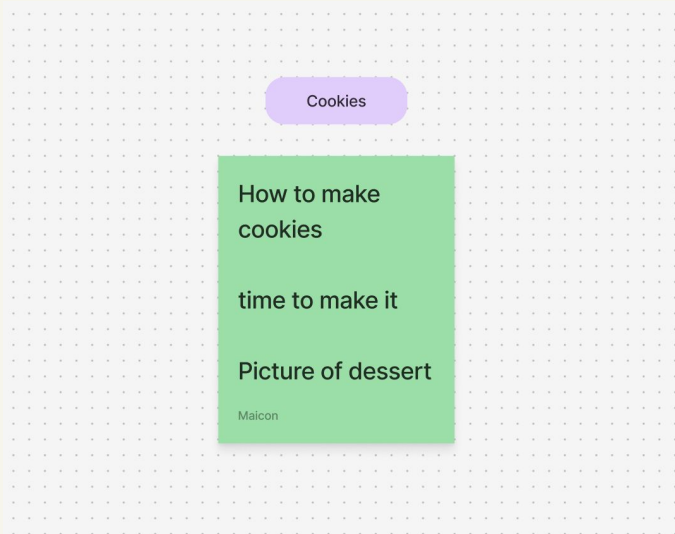 Cookies
How to make
cookies
time to make it
Picture of dessert
Maicon